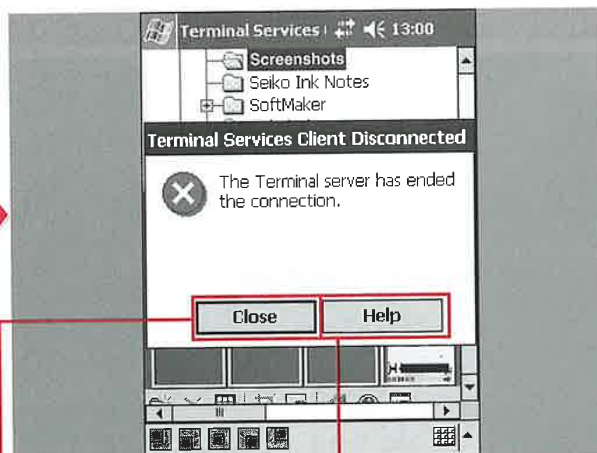 Terminal Services 13:00
Screenshots
Seiko Ink Notes
SoftMaker
Terminal Services Client Disconnected
The Terminal server has ended
the connection.
Close Help